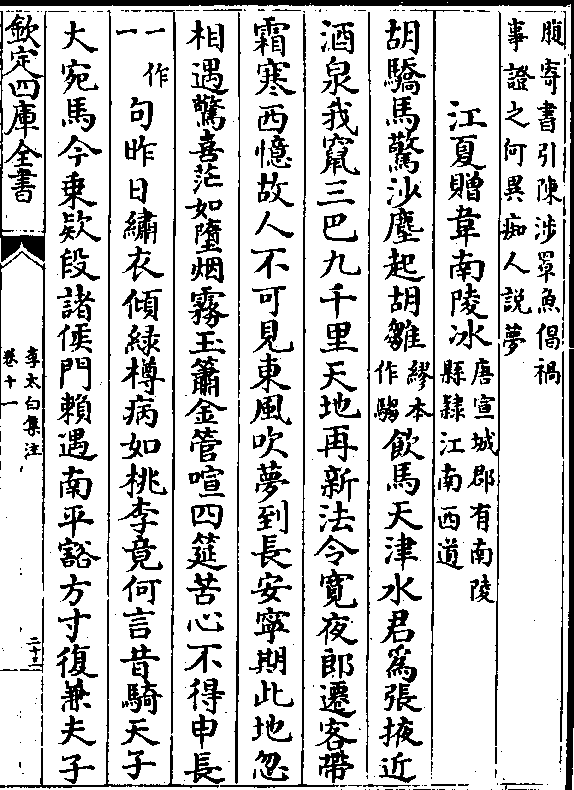 腹寄書引陳涉罩魚倡禍
事證之何異痴人説夢
江夏贈韋南陵冰唐宣城郡有南陵縣隸江南西道
胡驕馬驚沙塵起胡雛繆本作騶飲馬天津水君為張掖近
酒泉我竄三巴九千里天地再新法令寛夜郎遷客帶
霜寒西憶故人不可見東風吹夢到長安寧期此地忽
相遇驚喜茫如墮烟霧玉簫金管喧四筵苦心不得申長
一作一句昨日繡衣傾緑樽病如桃李竟何言昔騎天子
大宛馬今乗欵段諸侯門賴遇南平豁方寸復兼夫子
欽定四庫全書
李太白集注
卷十一
二十三